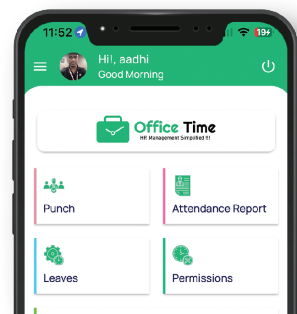 11:52
19+
Hi!, aadhi
Good Morning
Office Time
HR Management Simplified !!!
Punch
Attendance Report
Leaves
Permissions